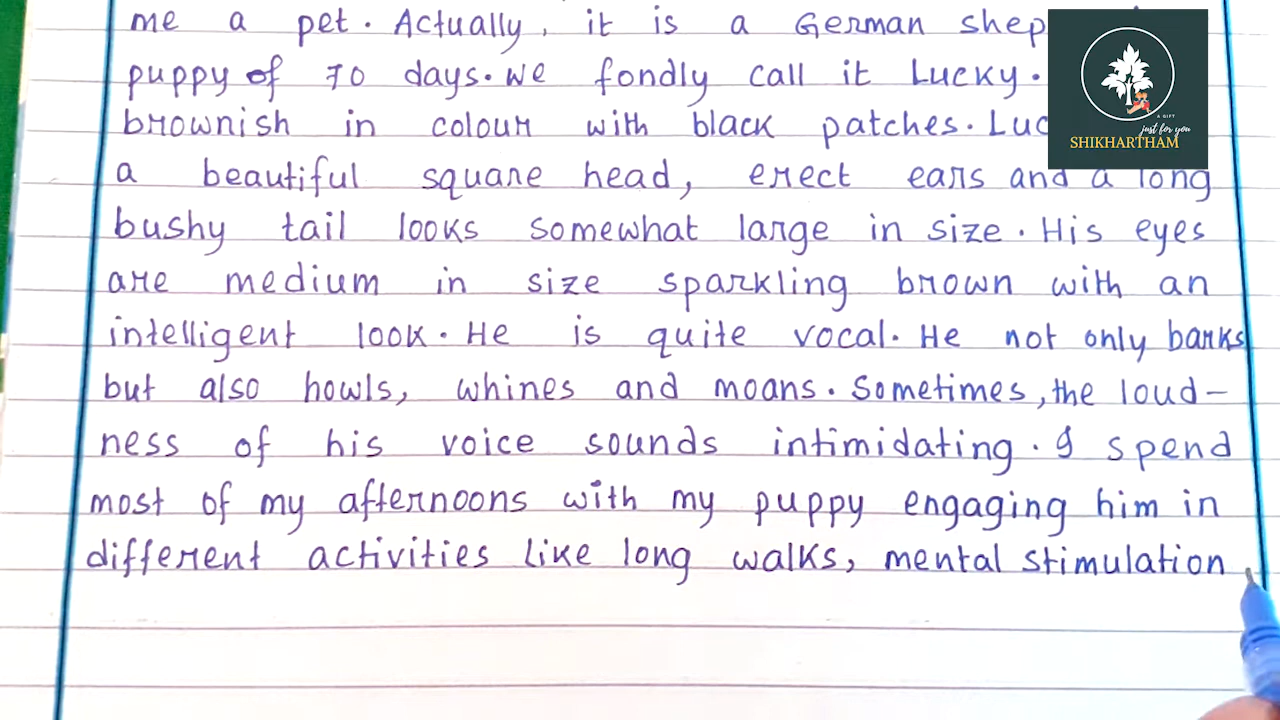 me a pet. Actually, it is a German shep
puppy of 70 days. We fondly call it Lucky.
brownish in colour with black patches. Luc
a beautiful square head, erect ears and a long
bushy tail looks somewhat large in size. His eyes
are medium in size sparkling brown with an
intelligent look. He is quite vocal. He not only barks
but also howls, whines and moans. Sometimes, the loud-
ness of his voice sounds intimidating. I spend
most of my afternoons with my puppy engaging him in
different activities like long walks, mental stimulation
A GIFT
just for you
SHIKHARTHAM